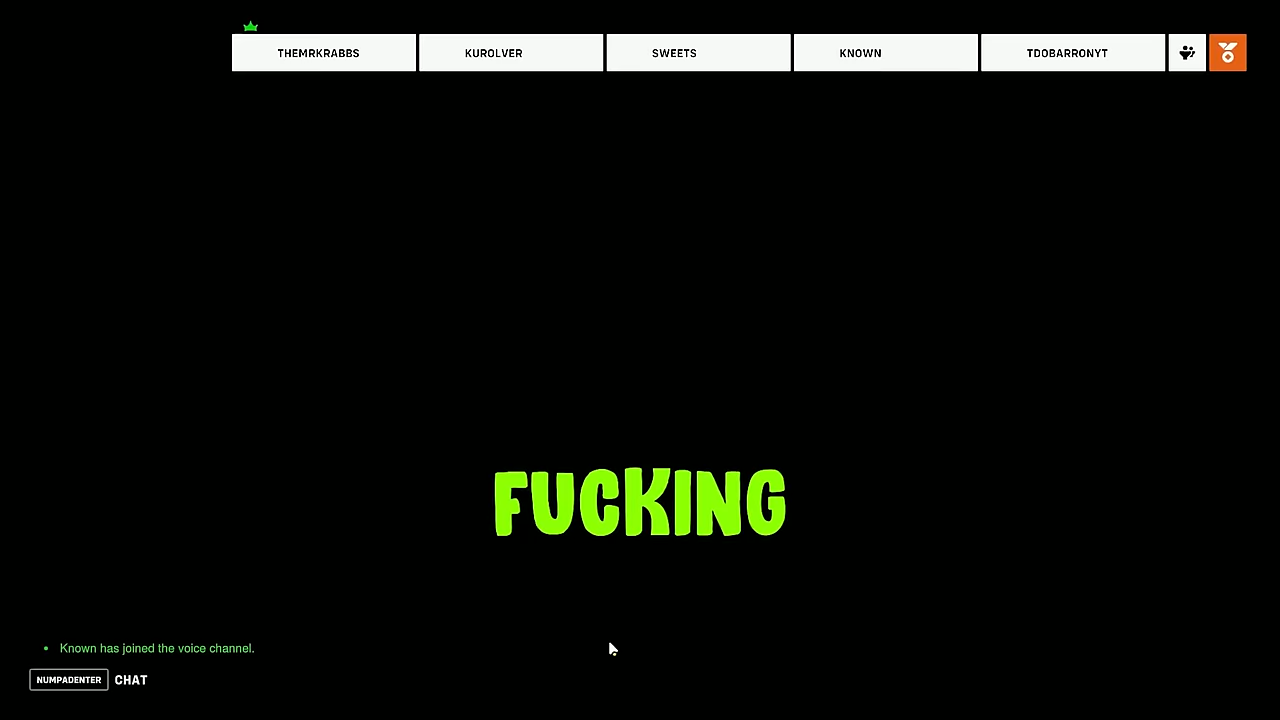 THEMRKRABBS KUROLVER SWEETS KNOWN TDOBARRONYT
FUCKING
Known has joined the voice channel.
NUMPADENTER CHAT